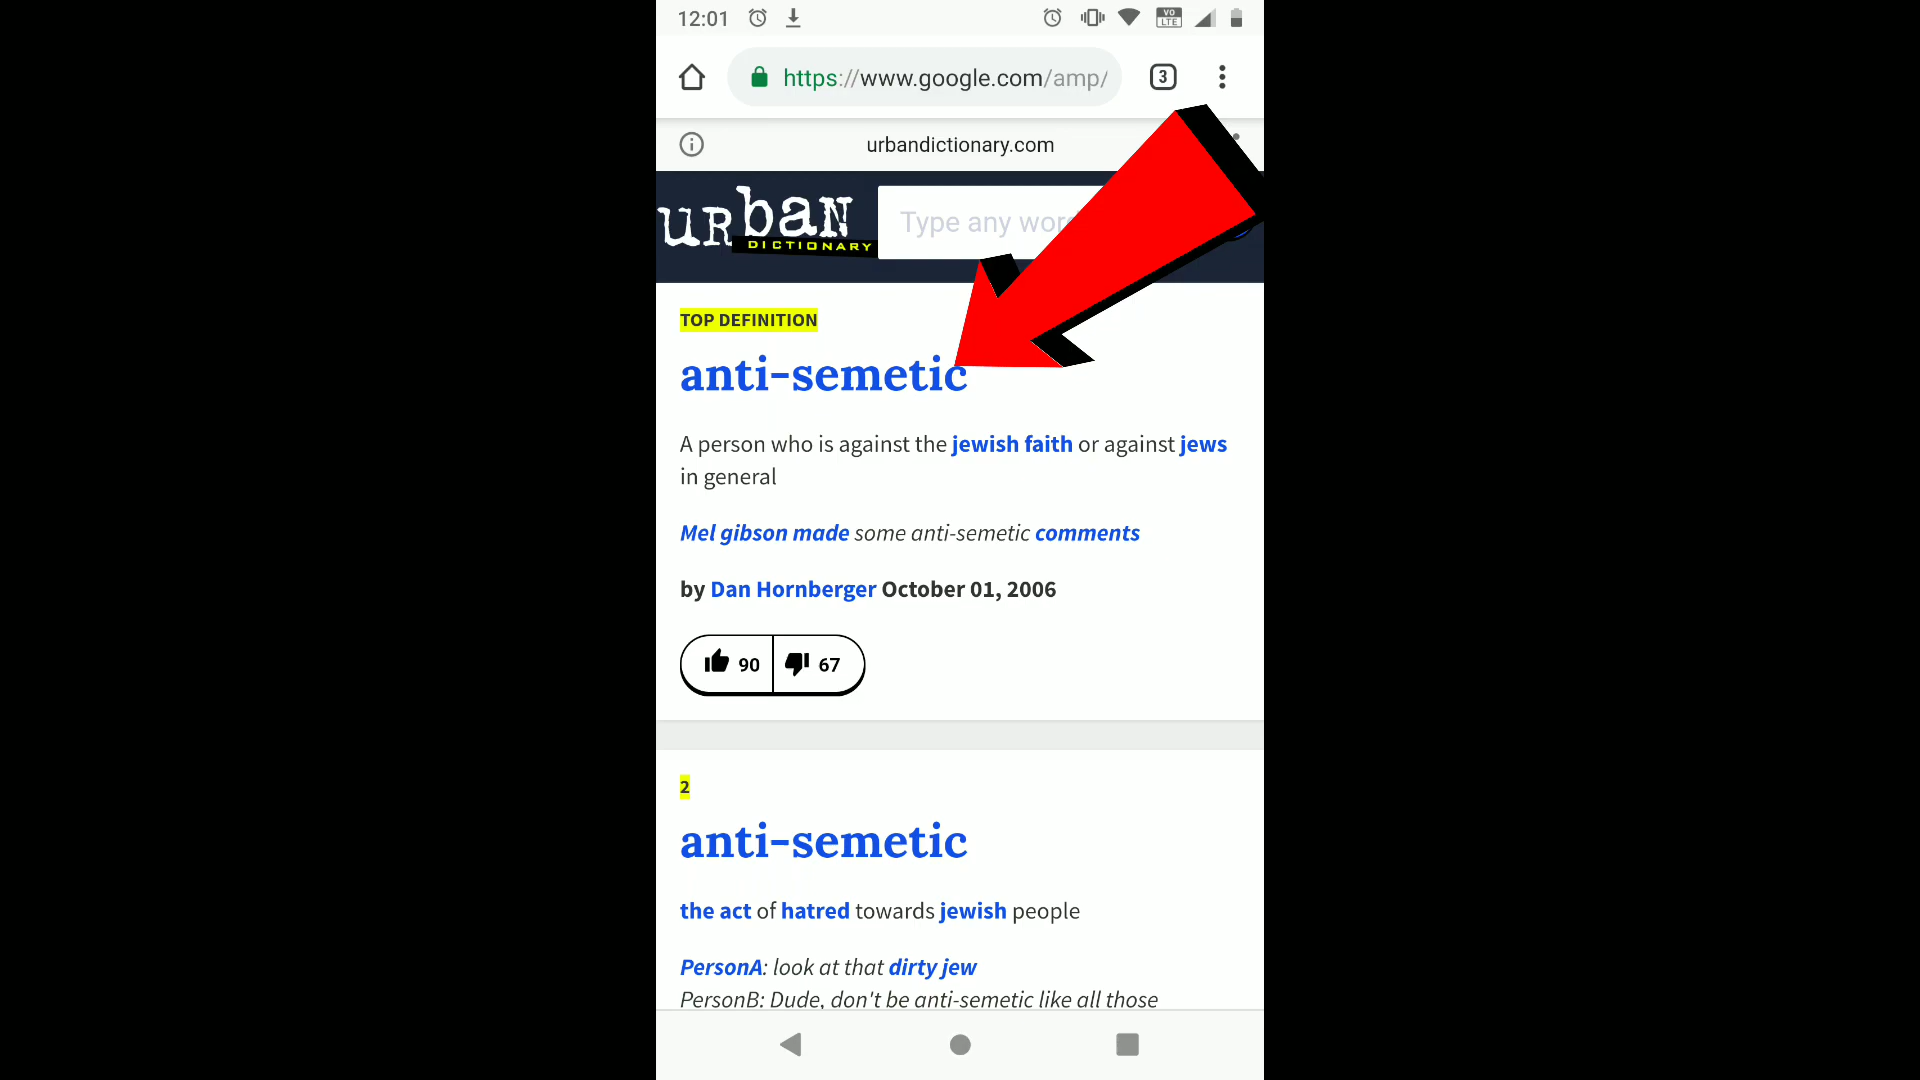 12:01
VO
LTE
https://www.google.com/amp/
3
urbandictionary.com
urban
DICTIONARY
Type any wor
TOP DEFINITION
anti-semetic
A person who is against the jewish faith or against jews
in general
Mel gibson made some anti-semetic comments
by Dan Hornberger October 01, 2006
90 67
2
anti-semetic
the act of hatred towards jewish people
PersonA: look at that dirty jew
PersonB: Dude, don't be anti-semetic like all those